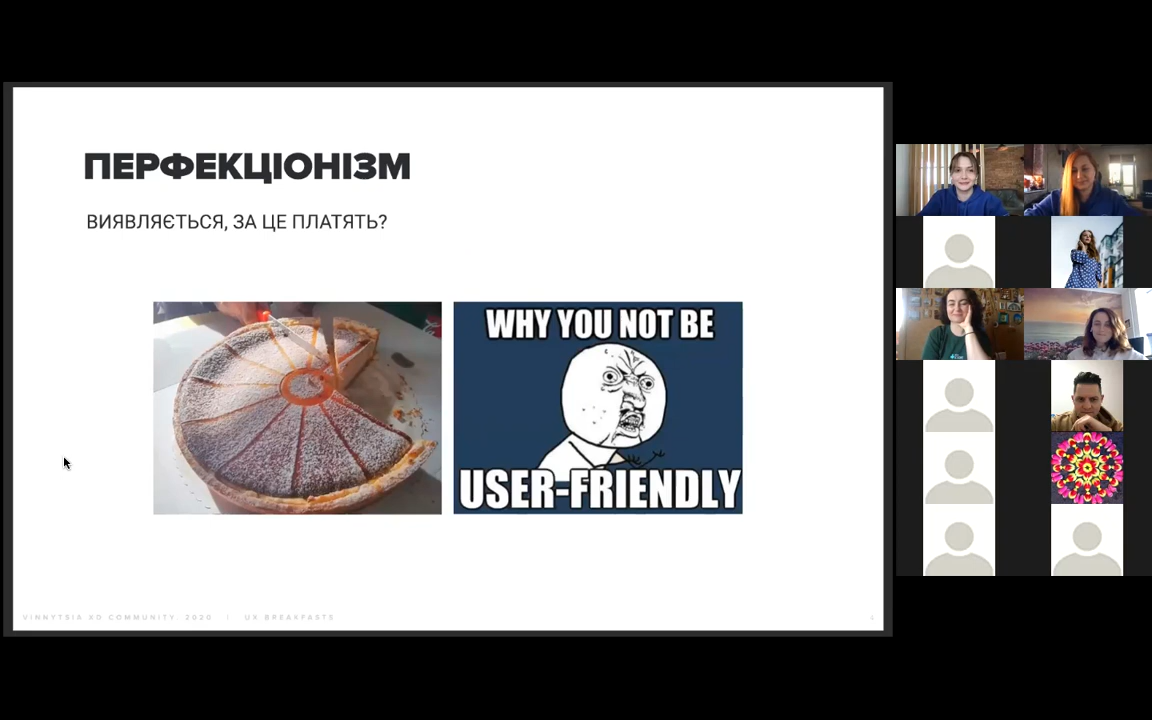 ПЕРФЕКЦІОНІЗМ
ВИЯВЛЯЄТЬСЯ, ЗА ЦЕ ПЛАТЯТЬ?
WHY YOU NOT BE
USER-FRIENDLY
VINNYTSIA XD COMMUNITY. 2020 | UX BREAKFASTS